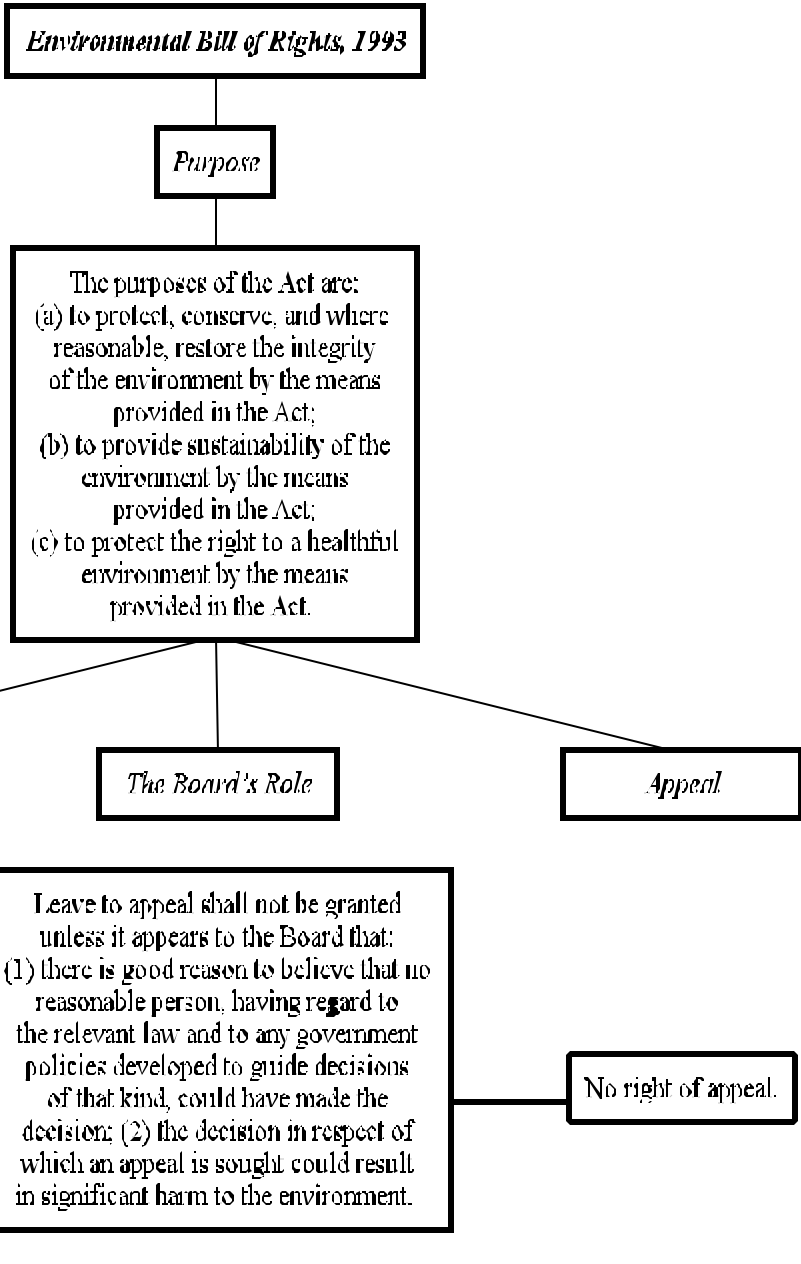 Environmental Bill of Rights, 1993
Purpose
The purposes of the Act are:
(a) to protect, conserve, and where
reasonable, restore the integrity
of the environment by the means
provided in the Act;
(b) to provide sustainability of the
environment by the means
provided in the Act;
(c) to protect the right to a healthful
environment by the means
provided in the Act.
The Board's Role
Appeal
Leave to appeal shall not be granted
unless it appears to the Board that:
(1) there is good reason to believe that no
reasonable person, having regard to
the relevant law and to any government
policies developed to guide decisions
of that kind, could have made the
decision; (2) the decision in respect of
which an appeal is sought could result
in significant harm to the environment.
No right of appeal.